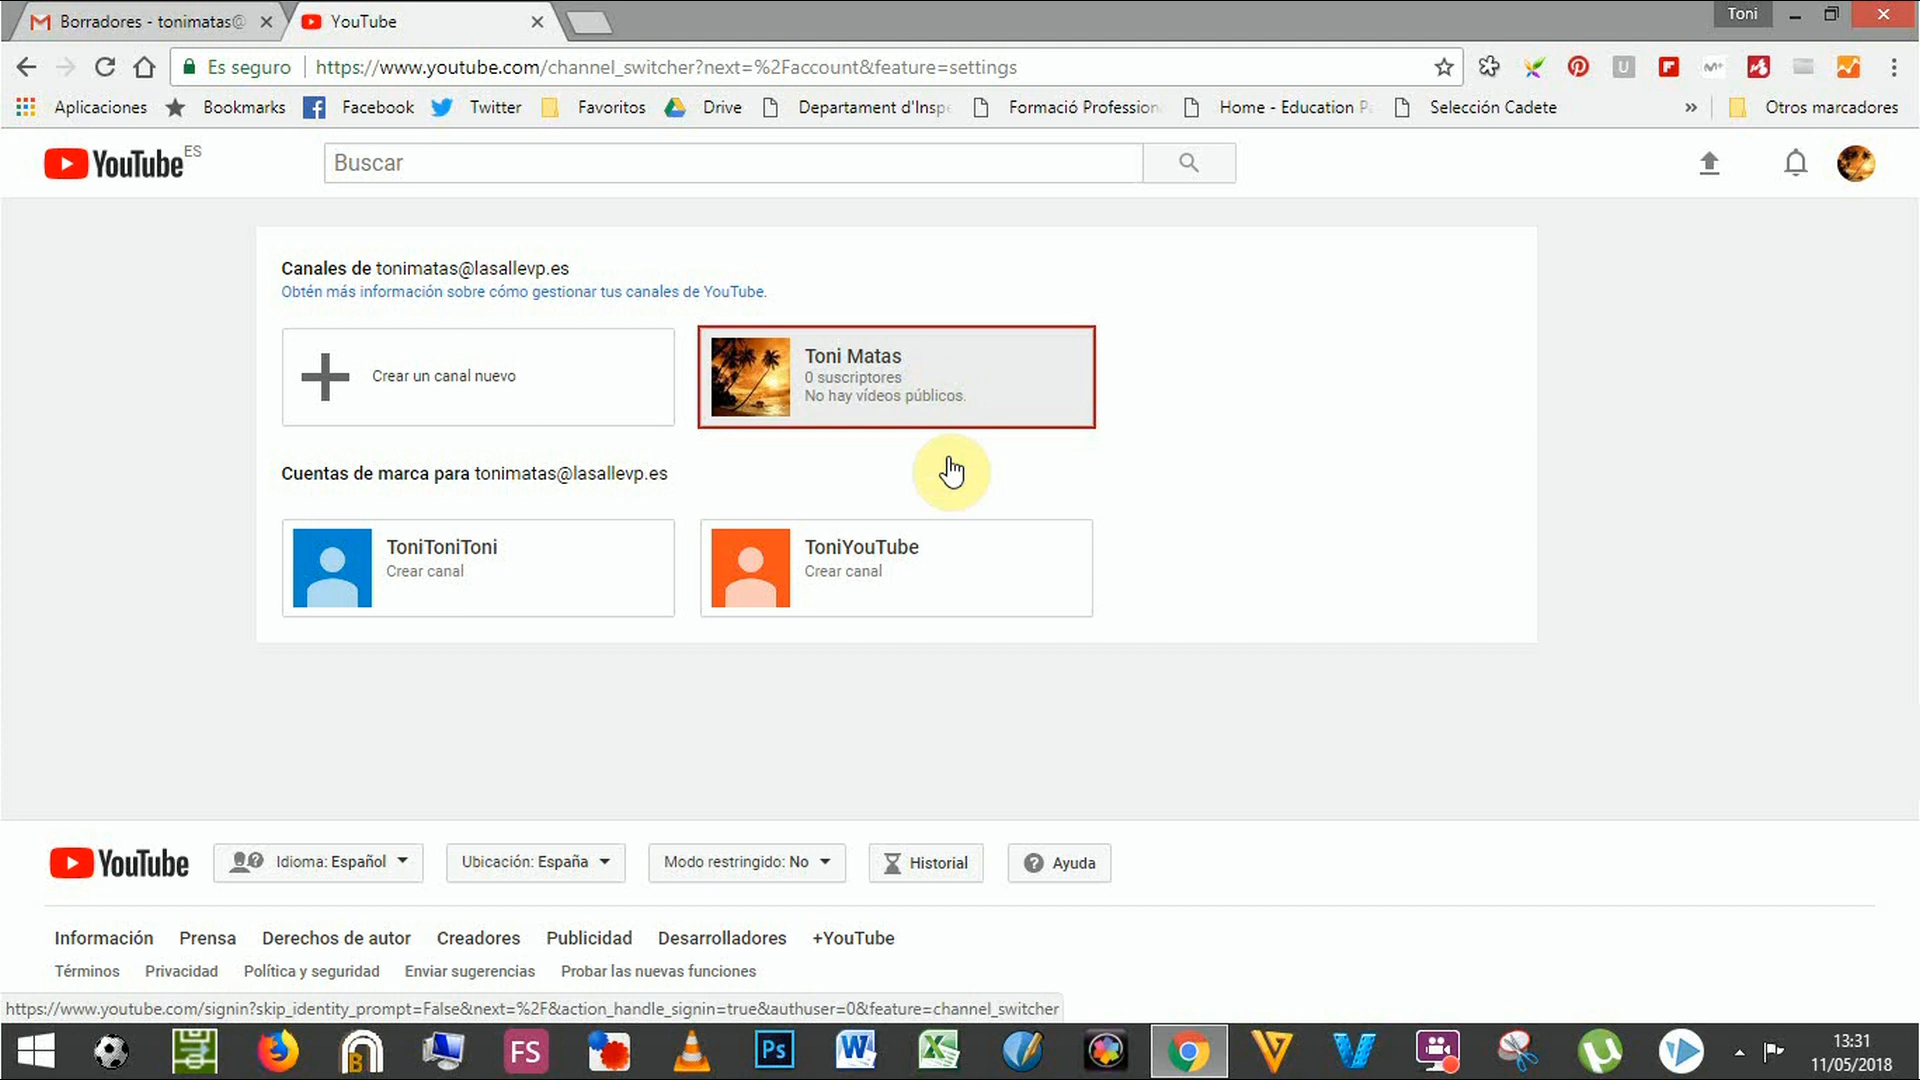 Borradores - tonimatas@
YouTube
Toni
Es seguro
https://www.youtube.com/channel_switcher?next=%2Faccount&feature=settings
Aplicaciones
Bookmarks
Facebook
Twitter
Favoritos
Drive
Departament d'Inspe
Formació Profession
Home - Education P
Selección Cadete
»
Otros marcadores
YouTube ES
Buscar
Canales de tonimatas@lasallevp.es
Obtén más información sobre cómo gestionar tus canales de YouTube.
Crear un canal nuevo
Toni Matas
0 suscriptores
No hay vídeos públicos.
Cuentas de marca para tonimatas@lasallevp.es
ToniToniToni
Crear canal
ToniYouTube
Crear canal
YouTube
Idioma: Español
Ubicación: España
Modo restringido: No
Historial
Ayuda
Información
Prensa
Derechos de autor
Creadores
Publicidad
Desarrolladores
+YouTube
Términos
Privacidad
Política y seguridad
Enviar sugerencias
Probar las nuevas funciones
https://www.youtube.com/signin?skip_identity_prompt=False&next=%2F&action_handle_signin=true&authuser=0&feature=channel_switcher
FS
Ps
13:31
11/05/2018